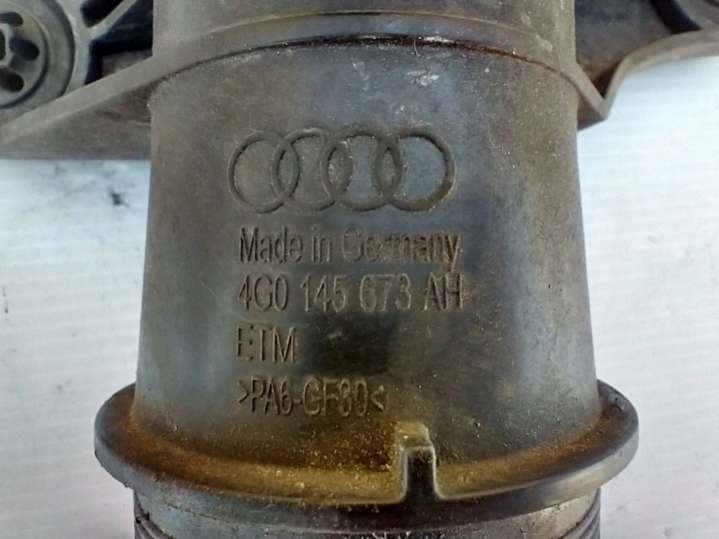 Made in Germany
4G0 145 673 AH
ETM
>PA6-GF30<